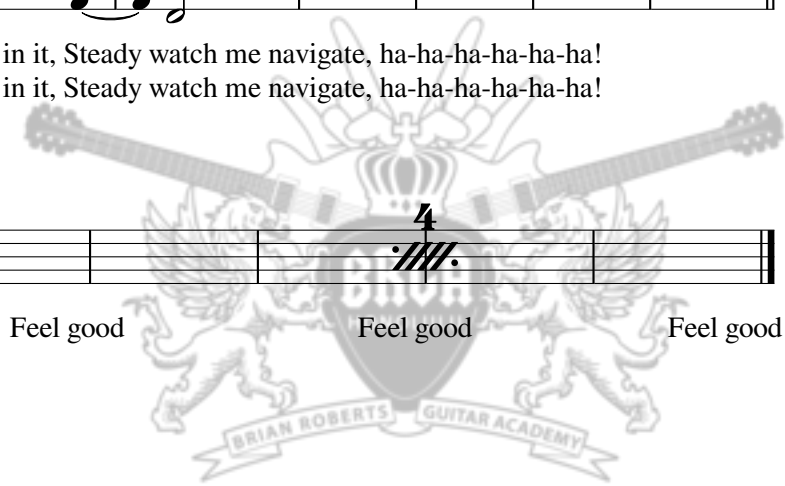 in it, Steady watch me navigate, ha-ha-ha-ha-ha-ha!
in it, Steady watch me navigate, ha-ha-ha-ha-ha-ha!
4
BRGA
Feel good Feel good Feel good
BRIAN ROBERTS GUITAR ACADEMY